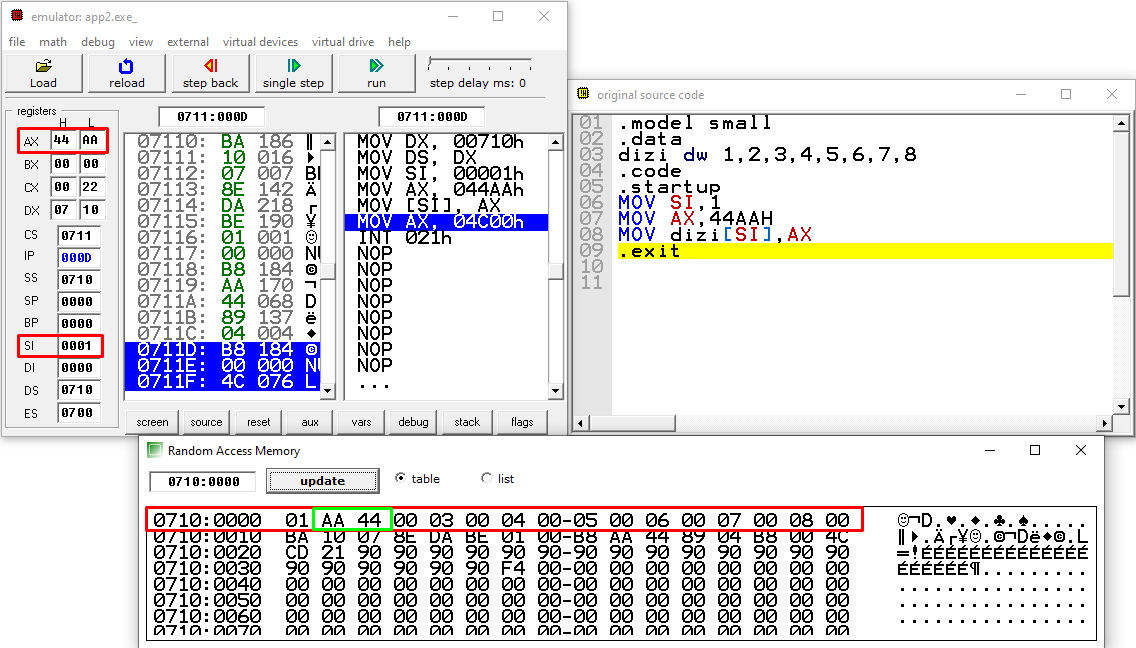 emulator: app2.exe_
file math debug view external virtual devices virtual drive help
Load reload step back single step run step delay ms: 0
registers
H L
AX 44 AA
BX 00 00
CX 00 22
DX 07 10
CS 0711
IP 000D
SS 0710
SP 0000
BP 0000
SI 0001
DI 0000
DS 0710
ES 0700
0711:000D
07110: BA 186 ‖
07111: 10 016 ►
07112: 07 007 BE
07113: 8E 142 Ä
07114: DA 218 ┌
07115: BE 190 ¥
07116: 01 001 ☺
07117: 00 000 NU
07118: B8 184 ©
07119: AA 170 ¬
0711A: 44 068 D
0711B: 89 137 ë
0711C: 04 004 ♦
0711D: B8 184 ©
0711E: 00 000 NU
0711F: 4C 076 L
0711:000D
MOV DX, 00710h
MOV DS, DX
MOV SI, 00001h
MOV AX, 044AAh
MOV [SI], AX
MOV AX, 04C00h
INT 021h
NOP
NOP
NOP
NOP
NOP
NOP
NOP
NOP
...
screen source reset aux vars debug stack flags
original source code
01 .model small
02 .data
03 dizi dw 1,2,3,4,5,6,7,8
04 .code
05 .startup
06 MOV SI,1
07 MOV AX,44AAH
08 MOV dizi[SI],AX
09 .exit
10
11
Random Access Memory
0710:0000 update table list
0710:0000 01 AA 44 00 03 00 04 00-05 00 06 00 07 00 08 00 ☺¬D.♥.♦.♣.♠.....
0710:0010 BA 10 07 8E DA BE 01 00-B8 AA 44 89 04 B8 00 4C ‖►.Ä┌¥☺.©¬Dë♦©.L
0710:0020 CD 21 90 90 90 90 90 90-90 90 90 90 90 90 90 90 =!ÉÉÉÉÉÉÉÉÉÉÉÉÉÉ
0710:0030 90 90 90 90 90 90 F4 00-00 00 00 00 00 00 00 00 ÉÉÉÉÉÉ¶.........
0710:0040 00 00 00 00 00 00 00 00-00 00 00 00 00 00 00 00 ................
0710:0050 00 00 00 00 00 00 00 00-00 00 00 00 00 00 00 00 ................
0710:0060 00 00 00 00 00 00 00 00-00 00 00 00 00 00 00 00 ................
0710:0070 00 00 00 00 00 00 00 00-00 00 00 00 00 00 00 00